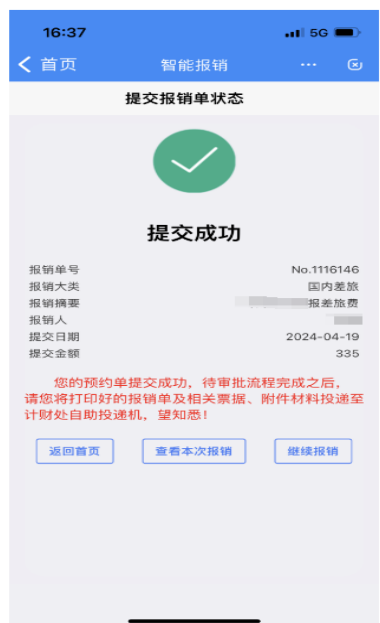 16:37 5G
首页 智能报销 ···
提交报销单状态
提交成功
报销单号 No.1116146
报销大类 国内差旅
报销摘要 报差旅费
报销人
提交日期 2024-04-19
提交金额 335
您的预约单提交成功，待审批流程完成之后，
请您将打印好的报销单及相关票据、附件材料投递至
计财处自助投递机，望知悉！
返回首页 查看本次报销 继续报销